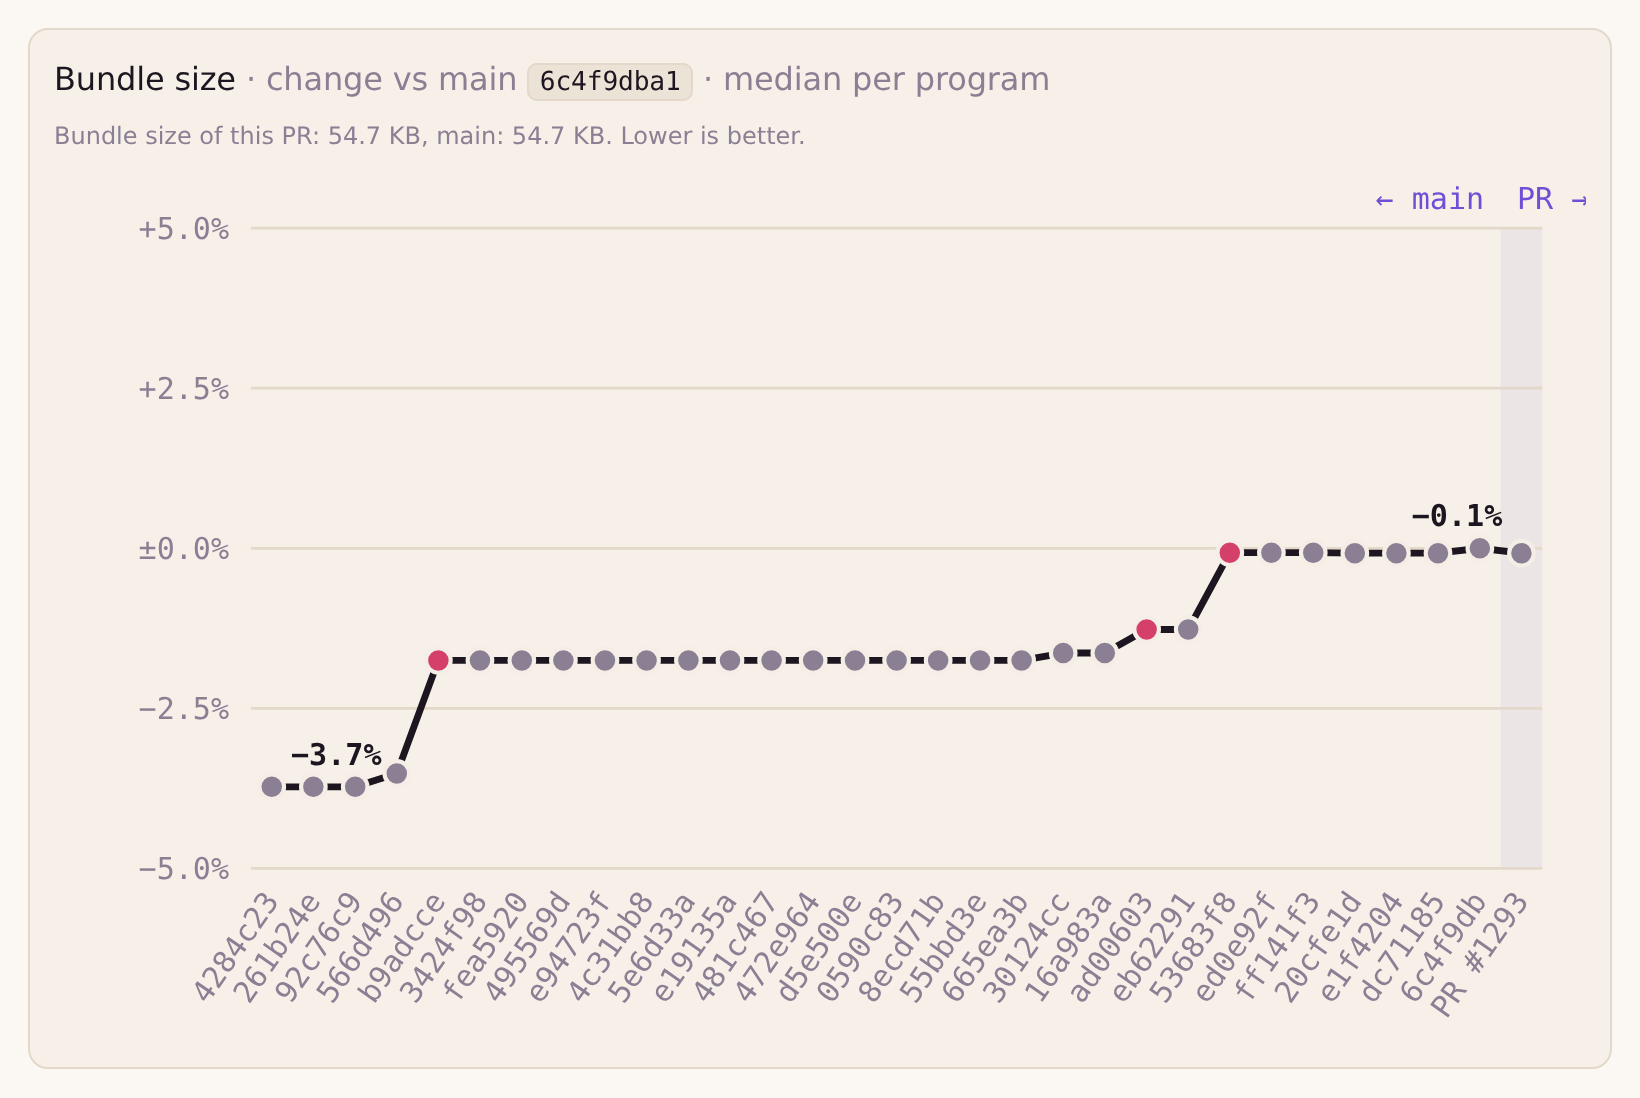 Bundle size · change vs main 6c4f9dba1 · median per program
Bundle size of this PR: 54.7 KB, main: 54.7 KB. Lower is better.
← main PR →
+5.0%
+2.5%
±0.0%
−2.5%
−5.0%
−3.7%
−0.1%
4284c23
261b24e
92c76c9
566d496
b9adcce
3424f98
fea5920
495569d
e94723f
4c31bb8
5e6d33a
e19135a
481c467
472e964
d5e500e
0590c83
8ecd71b
55bbd3e
665ea3b
30124cc
16a983a
ad00603
eb62291
53683f8
ed0e92f
ff141f3
20cfe1d
e1f4204
dc71185
6c4f9db
PR #1293